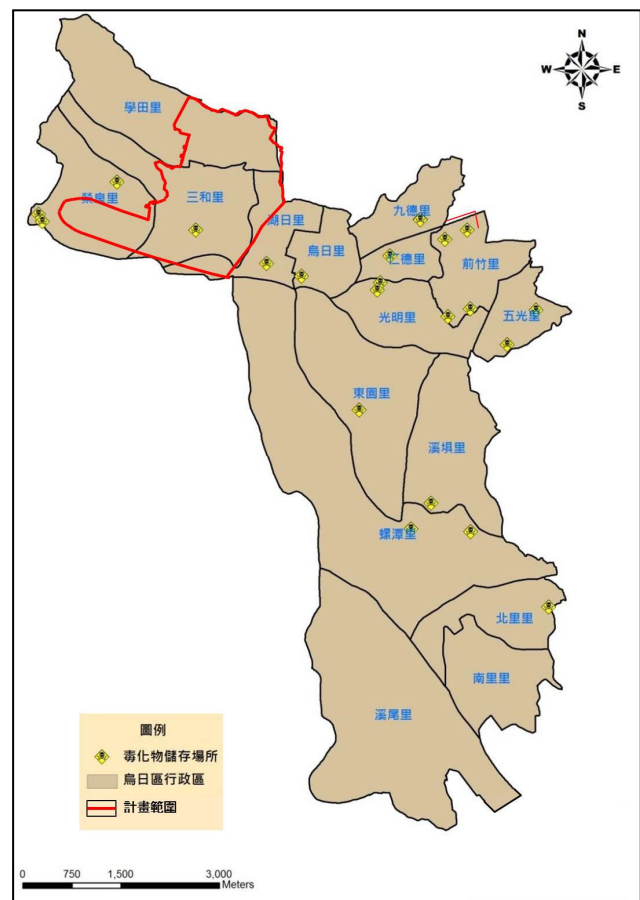 N
W E
S
學田里
榮泉里
三和里
湖日里
烏日里
九德里
仁德里
前竹里
光明里
五光里
東園里
溪埧里
螺潭里
北里里
南里里
溪尾里
圖例
毒化物儲存場所
烏日區行政區
計畫範圍
0 750 1,500 3,000
Meters